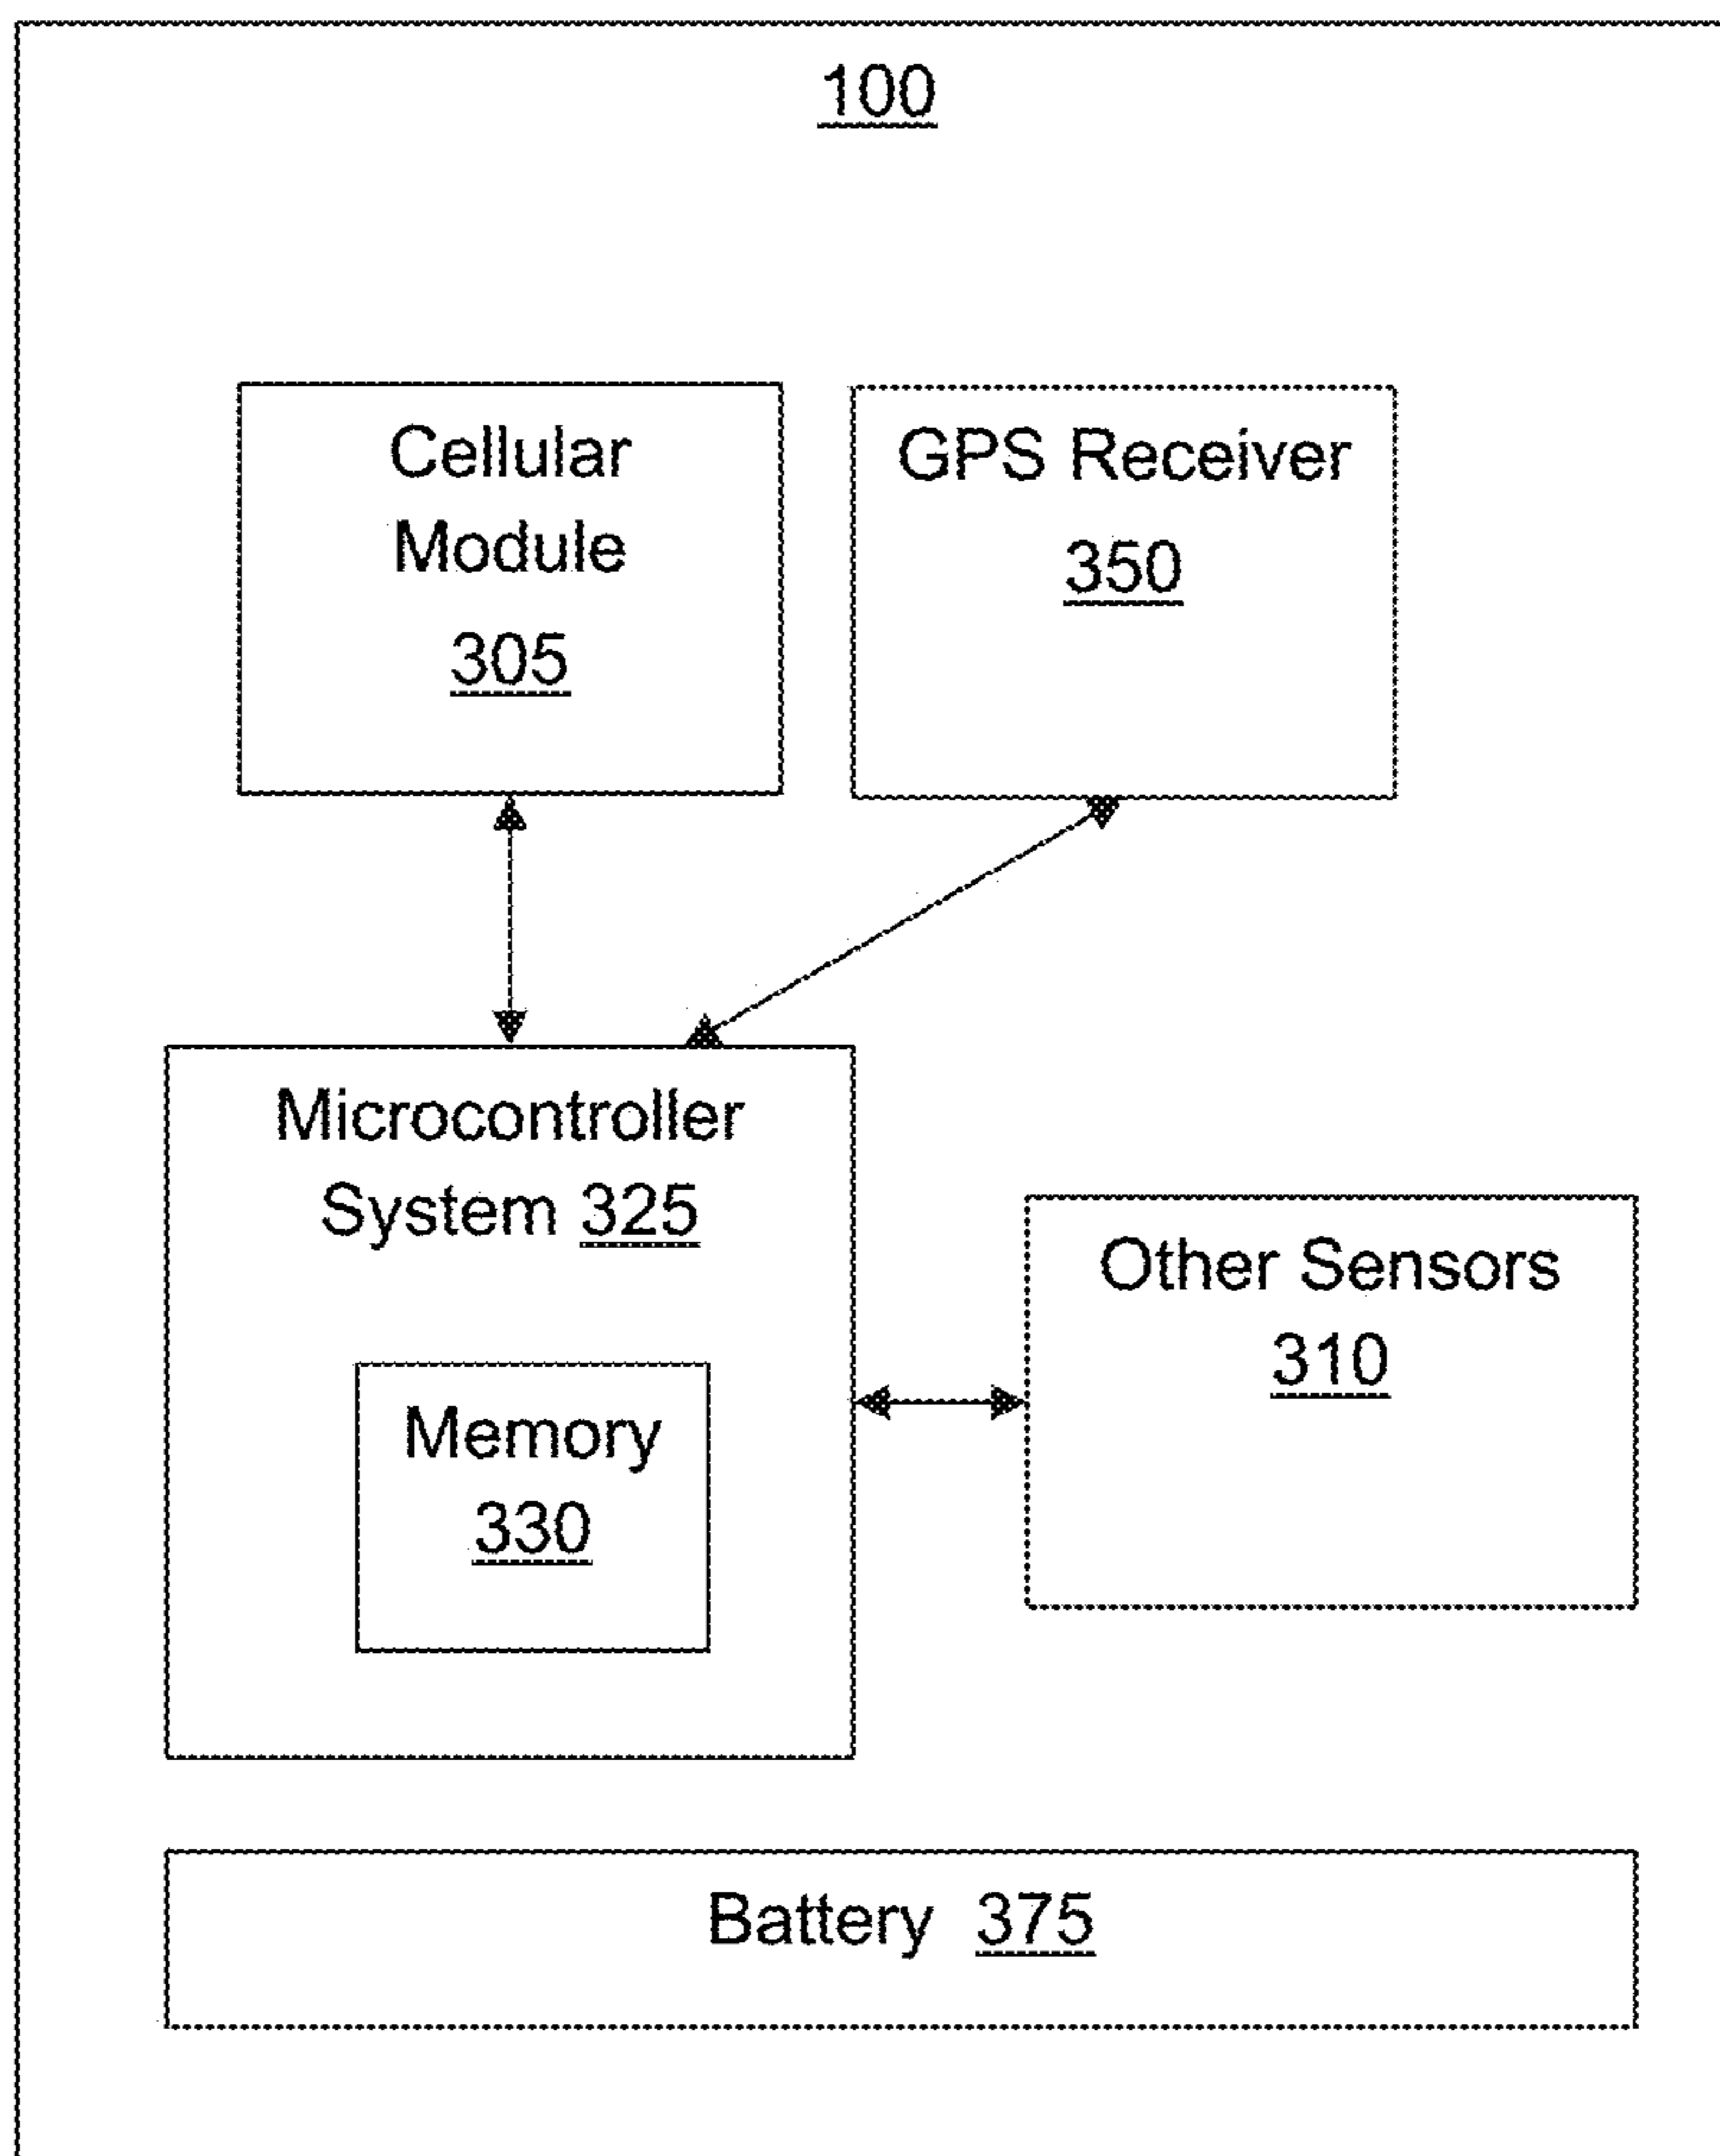 100
Cellular
Module
305
GPS Receiver
350
Microcontroller
System 325
Other Sensors
310
Memory
330
Battery 375